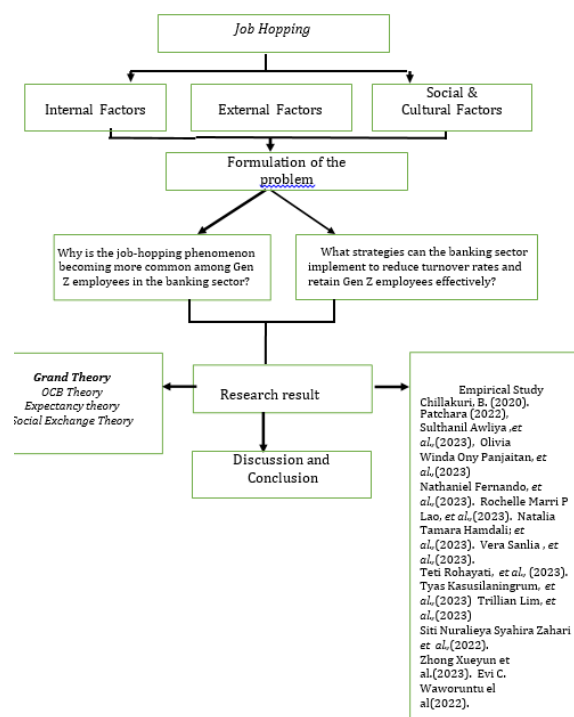 Job Hopping
Internal Factors
External Factors
Social &
Cultural Factors
Formulation of the
problem
Why is the job-hopping phenomenon
becoming more common among Gen
Z employees in the banking sector?
What strategies can the banking sector
implement to reduce turnover rates and
retain Gen Z employees effectively?
Grand Theory
OCB Theory
Expectancy theory
Social Exchange Theory
Research result
Discussion and
Conclusion
Empirical Study
Chillakuri, B. (2020).
Patchara (2022),
Sulthanil Awliya ,et
al.,(2023), Olivia
Winda Ony Panjaitan, et
al.,(2023)
Nathaniel Fernando, et
al.,(2023). Rochelle Marri P
Lao, et al.,(2023). Natalia
Tamara Hamdali; et
al.,(2023). Vera Sanlia , et
al.,(2023).
Teti Rohayati, et al., (2023).
Tyas Kasusilaningrum, et
al.,(2023) Trillian Lim, et
al.,(2023)
Siti Nuralieya Syahira Zahari
et al.,(2022).
Zhong Xueyun et
al.(2023). Evi C.
Waworuntu el
al(2022).